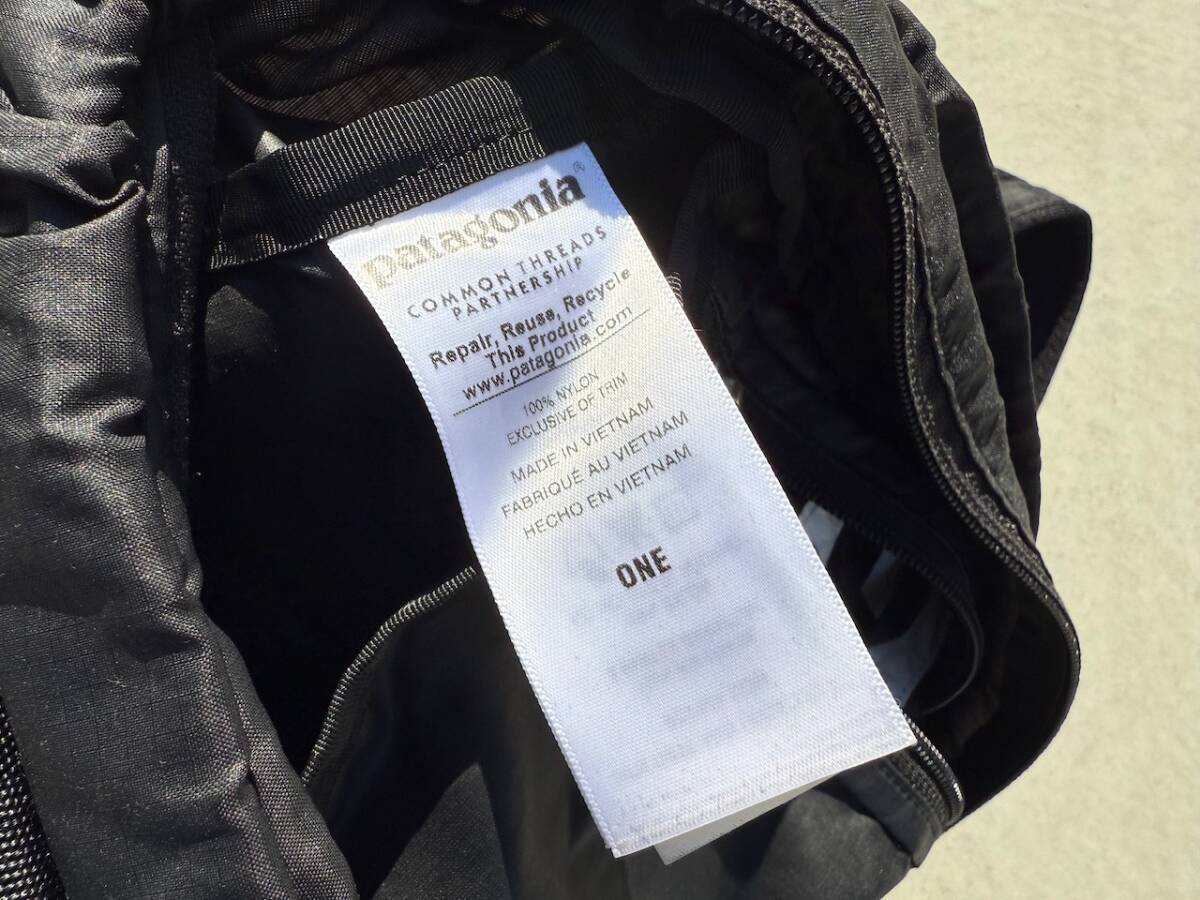 patagonia®
COMMON THREADS
PARTNERSHIP
Repair, Reuse, Recycle
This Product
www.patagonia.com
100% NYLON
EXCLUSIVE OF TRIM
MADE IN VIETNAM
FABRIQUÉ AU VIETNAM
HECHO EN VIETNAM
ONE